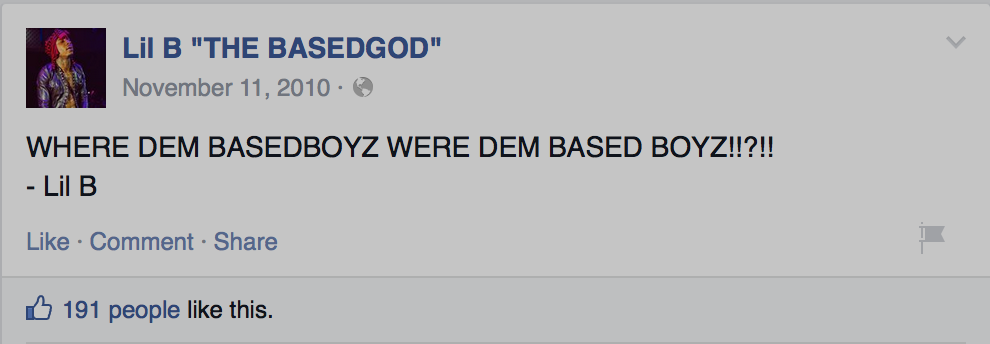 Lil B "THE BASEDGOD"
November 11, 2010 ·
WHERE DEM BASEDBOYZ WERE DEM BASED BOYZ!!?!!
- Lil B
Like · Comment · Share
191 people like this.